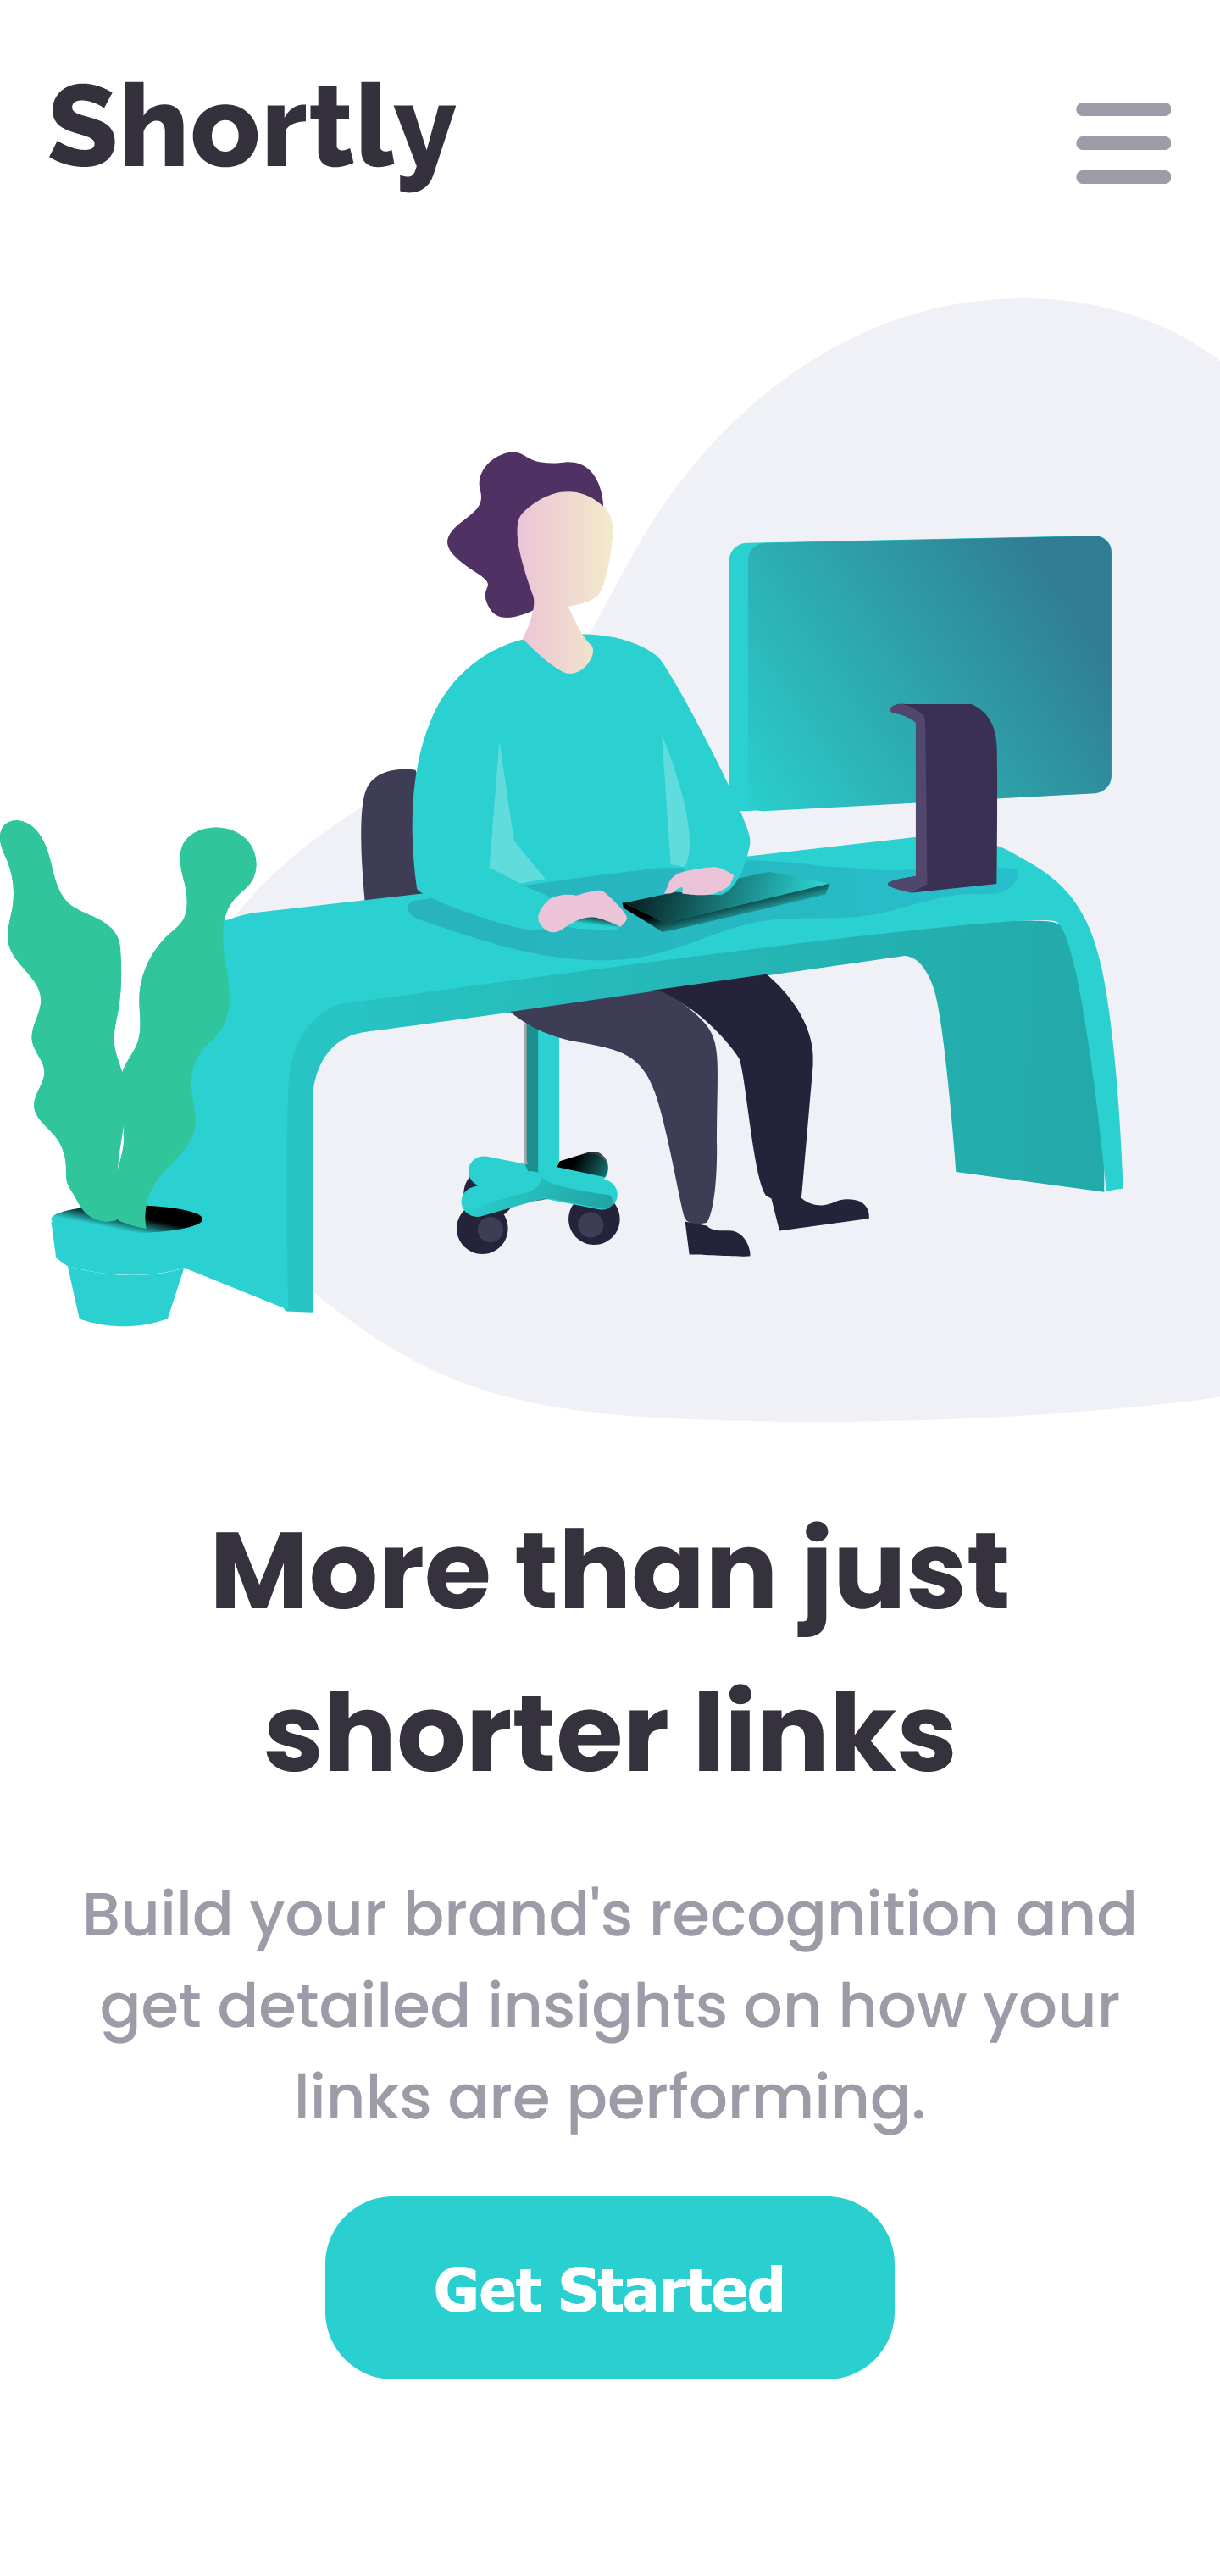 Shortly
More than just
shorter links
Build your brand's recognition and
get detailed insights on how your
links are performing.
Get Started